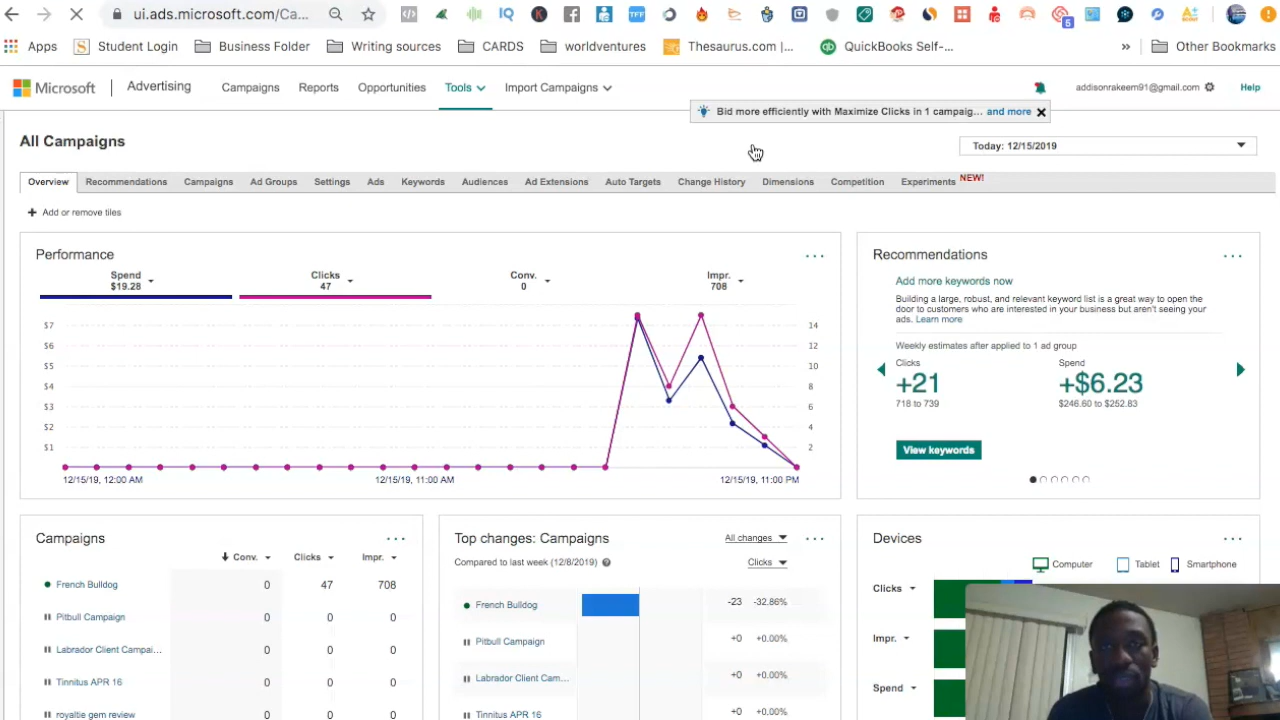 ui.ads.microsoft.com/Ca...
Apps
Student Login
Business Folder
Writing sources
CARDS
worldventures
Thesaurus.com |...
QuickBooks Self-...
»
Other Bookmarks
Microsoft
Advertising
Campaigns
Reports
Opportunities
Tools
Import Campaigns
addisonrakeem91@gmail.com
Help
Bid more efficiently with Maximize Clicks in 1 campaig... and more
All Campaigns
Today: 12/15/2019
Overview
Recommendations
Campaigns
Ad Groups
Settings
Ads
Keywords
Audiences
Ad Extensions
Auto Targets
Change History
Dimensions
Competition
Experiments
NEW!
Add or remove tiles
Performance
Spend
$19.28
Clicks
47
Conv.
0
Impr.
708
$7
$6
$5
$4
$3
$2
$1
14
12
10
8
6
4
2
12/15/19, 12:00 AM
12/15/19, 11:00 AM
12/15/19, 11:00 PM
Recommendations
Add more keywords now
Building a large, robust, and relevant keyword list is a great way to open the
door to customers who are interested in your business but aren't seeing your
ads. Learn more
Weekly estimates after applied to 1 ad group
Clicks
+21
718 to 739
Spend
+$6.23
$246.60 to $252.83
View keywords
Campaigns
Conv.
Clicks
Impr.
French Bulldog 0 47 708
Pitbull Campaign 0 0 0
Labrador Client Campai... 0 0 0
Tinnitus APR 16 0 0 0
royaltie gem review 0 0 0
Top changes: Campaigns
All changes
Compared to last week (12/8/2019)
Clicks
French Bulldog -23 -32.86%
Pitbull Campaign +0 +0.00%
Labrador Client Cam... +0 +0.00%
Tinnitus APR 16 +0 +0.00%
Devices
Computer
Tablet
Smartphone
Clicks
Impr.
Spend
5
IQ
K
TFF